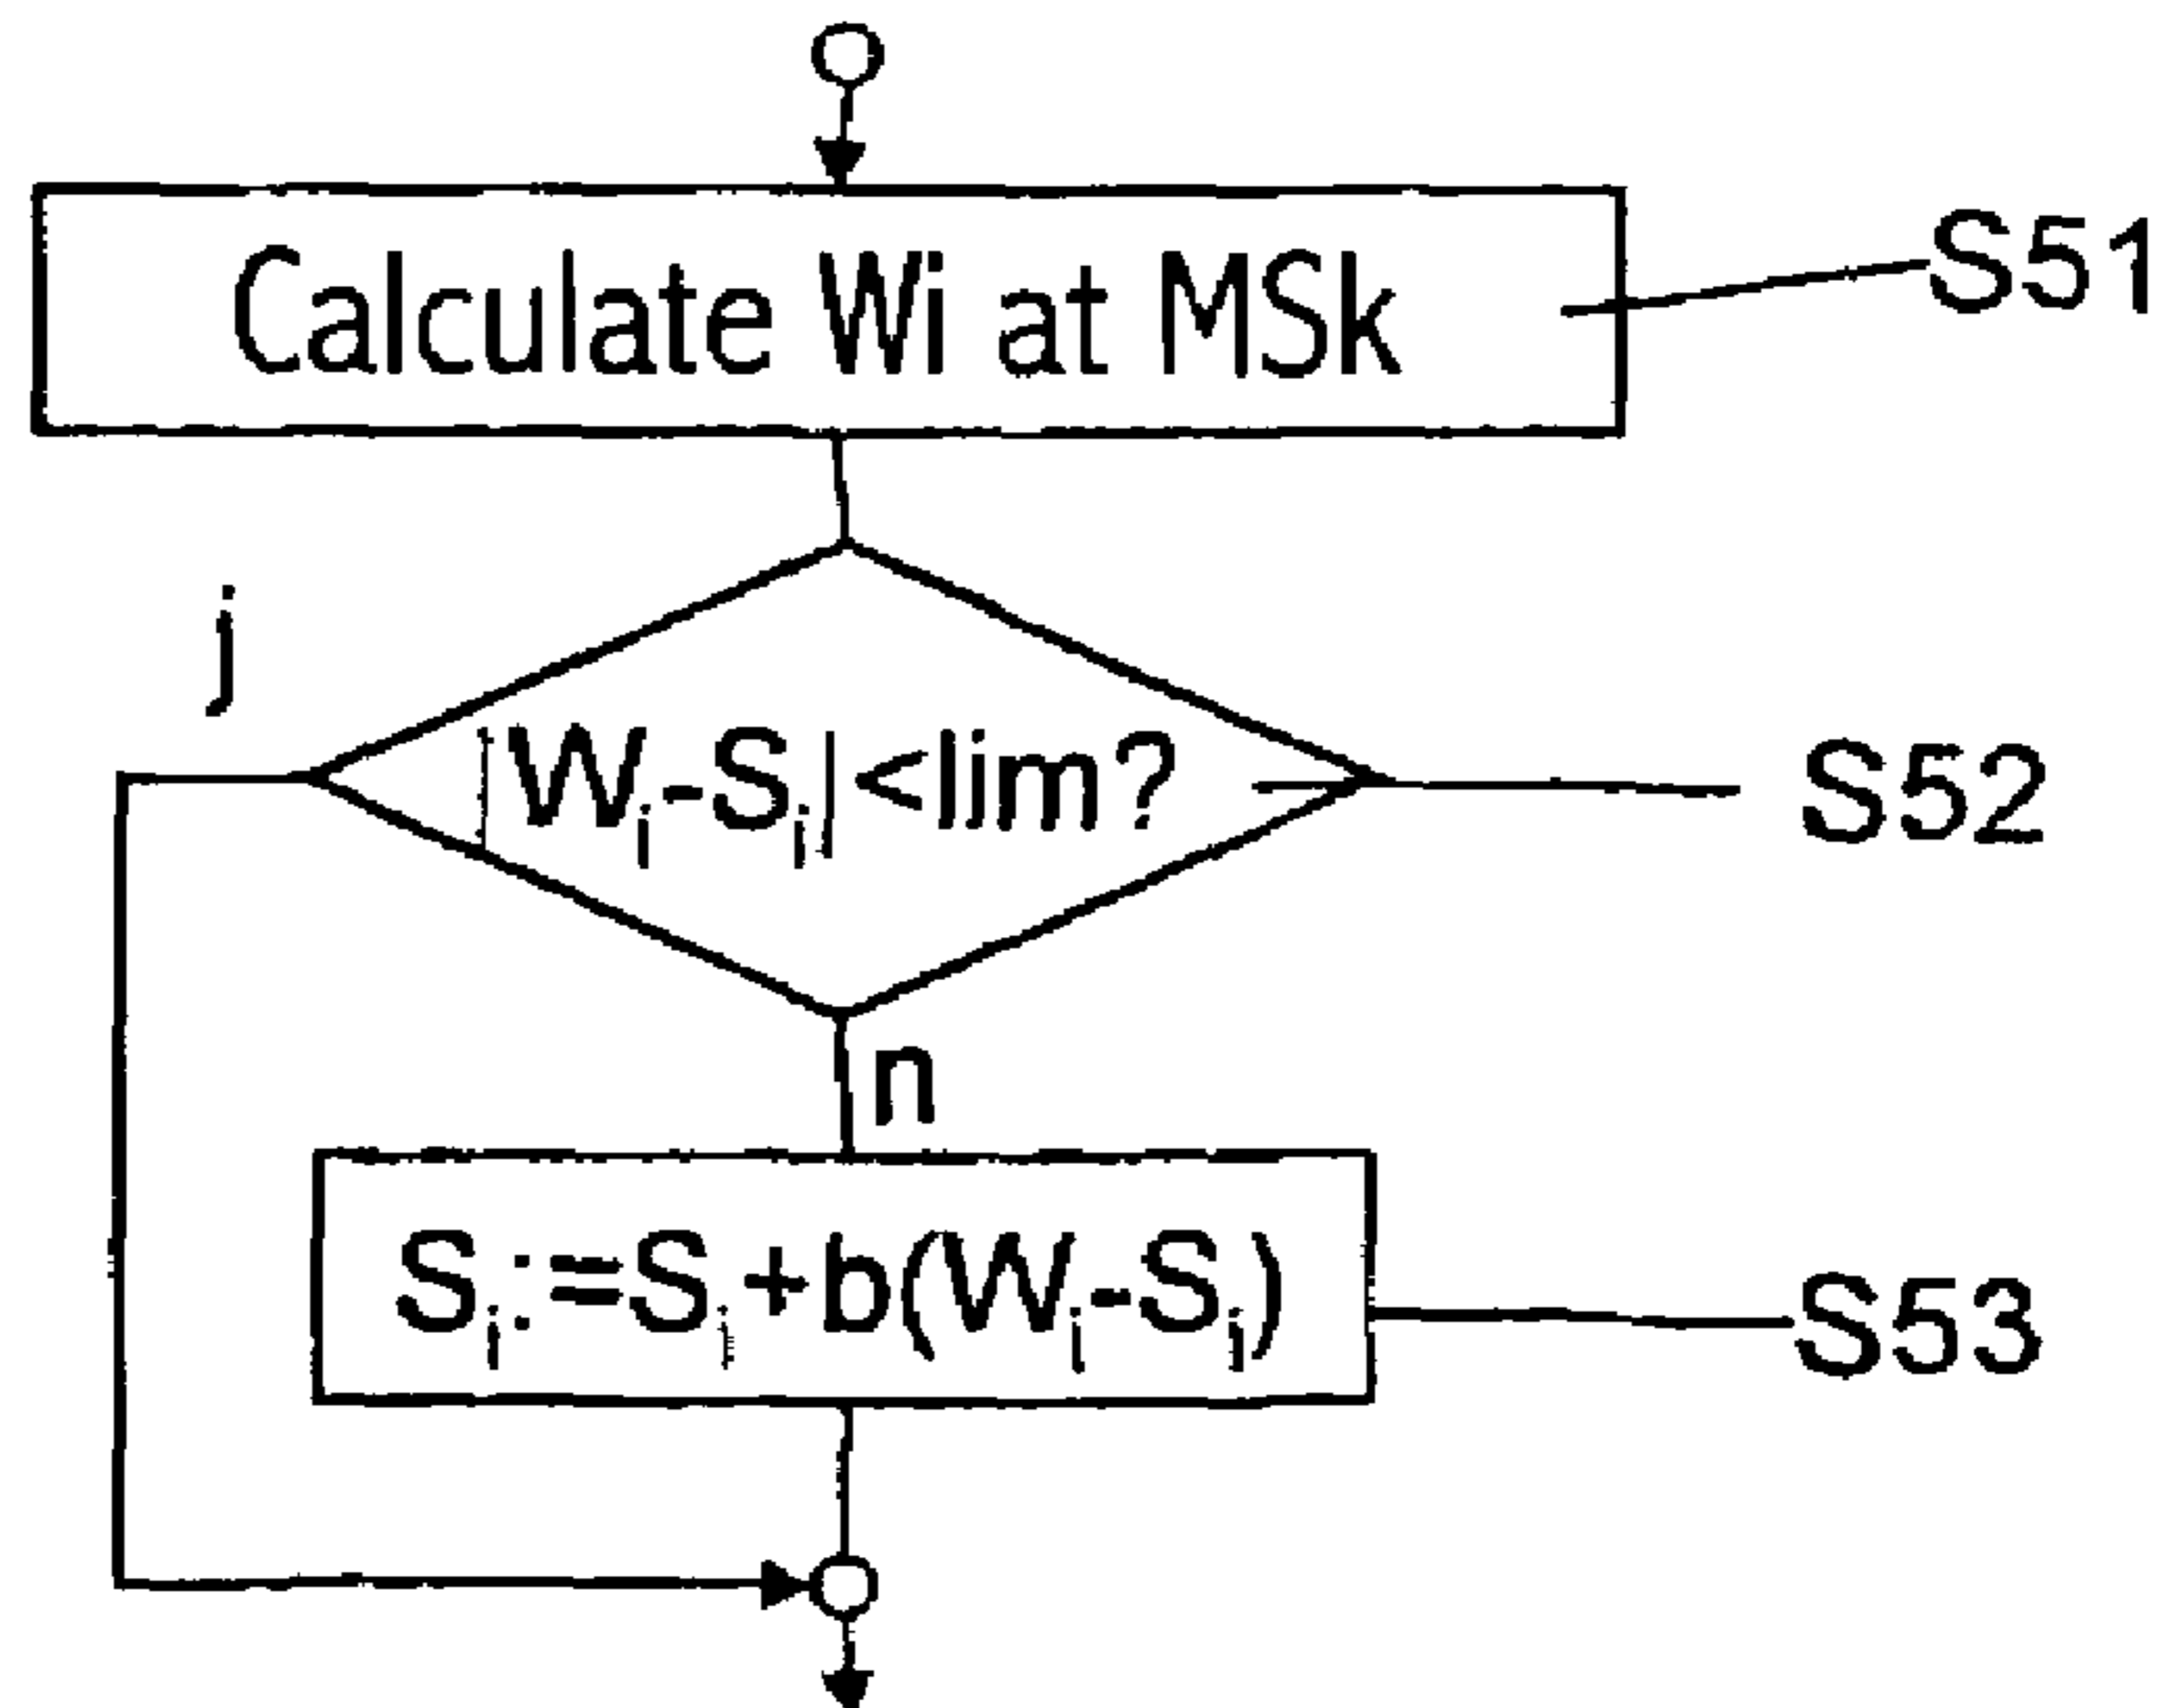 Calculate Wi at MSk
S51
j
|Wᵢ-Sᵢ|<lim?
S52
n
Sᵢ:=Sᵢ+b(Wᵢ-Sᵢ)
S53